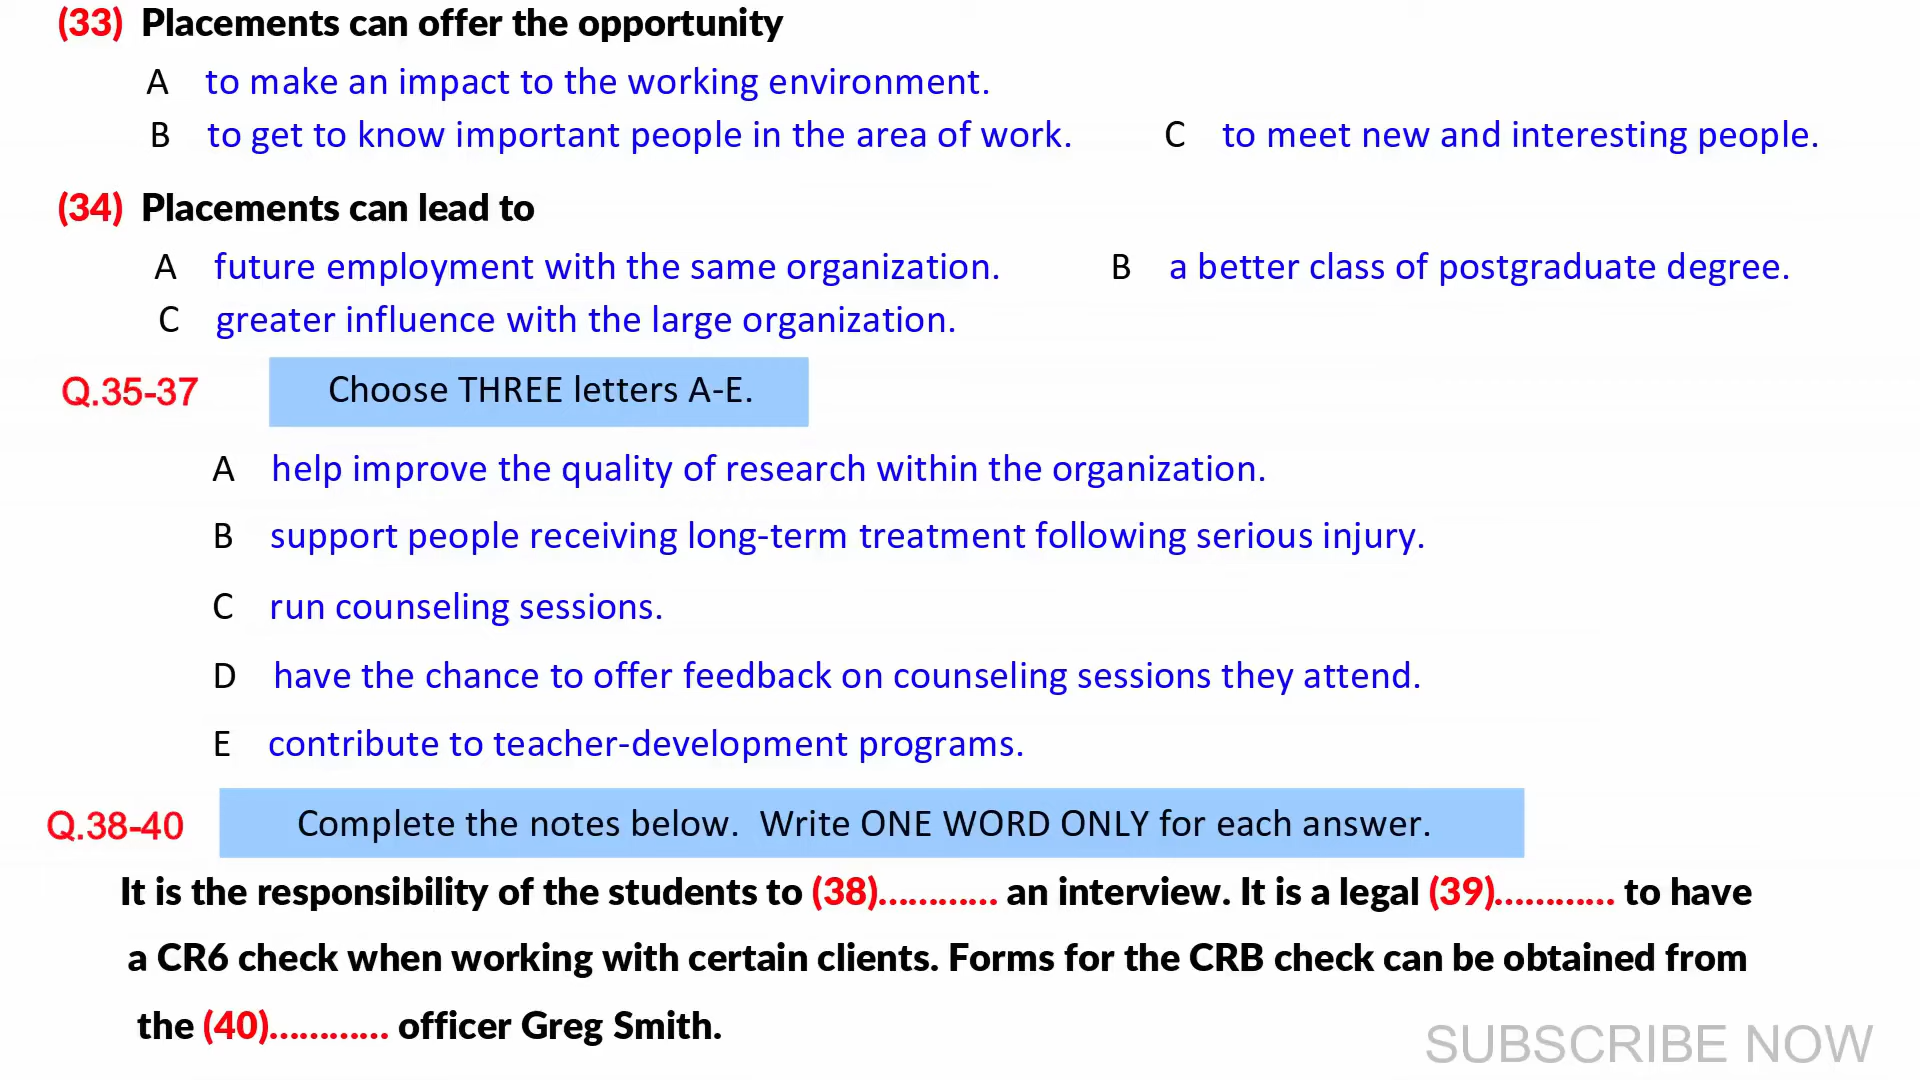 (33) Placements can offer the opportunity
A to make an impact to the working environment.
B to get to know important people in the area of work. C to meet new and interesting people.
(34) Placements can lead to
A future employment with the same organization. B a better class of postgraduate degree.
C greater influence with the large organization.
Q.35-37 Choose THREE letters A-E.
A help improve the quality of research within the organization.
B support people receiving long-term treatment following serious injury.
C run counseling sessions.
D have the chance to offer feedback on counseling sessions they attend.
E contribute to teacher-development programs.
Q.38-40 Complete the notes below. Write ONE WORD ONLY for each answer.
It is the responsibility of the students to (38)............ an interview. It is a legal (39)............ to have
a CR6 check when working with certain clients. Forms for the CRB check can be obtained from
the (40)............ officer Greg Smith.
SUBSCRIBE NOW